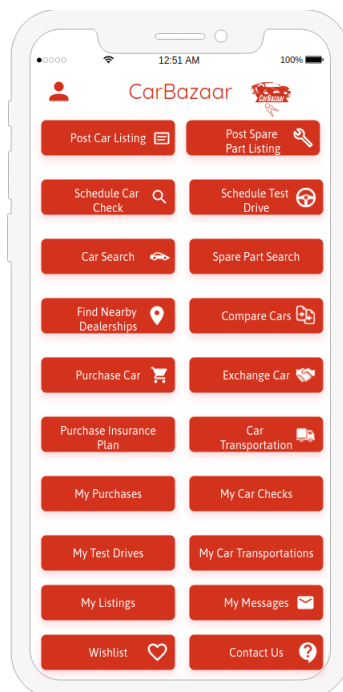 12:51 AM 100%
CarBazaar CarBazaar
Post Car Listing
Post Spare
Part Listing
Schedule Car
Check
Schedule Test
Drive
Car Search
Spare Part Search
Find Nearby
Dealerships
Compare Cars
Purchase Car
Exchange Car
Purchase Insurance
Plan
Car
Transportation
My Purchases
My Car Checks
My Test Drives
My Car Transportations
My Listings
My Messages
Wishlist
Contact Us